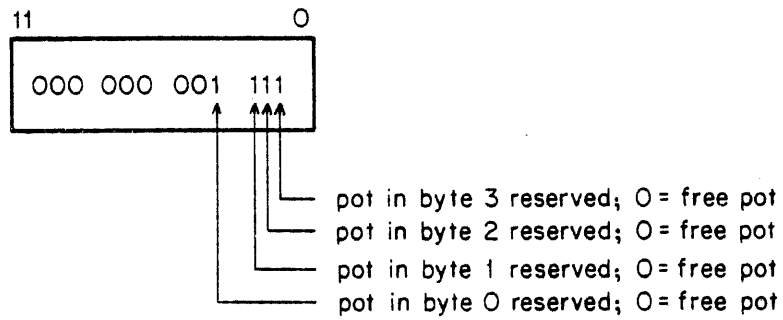 11 0
000 000 001 111
pot in byte 3 reserved; 0 = free pot
pot in byte 2 reserved; 0 = free pot
pot in byte 1 reserved; 0 = free pot
pot in byte 0 reserved; 0 = free pot